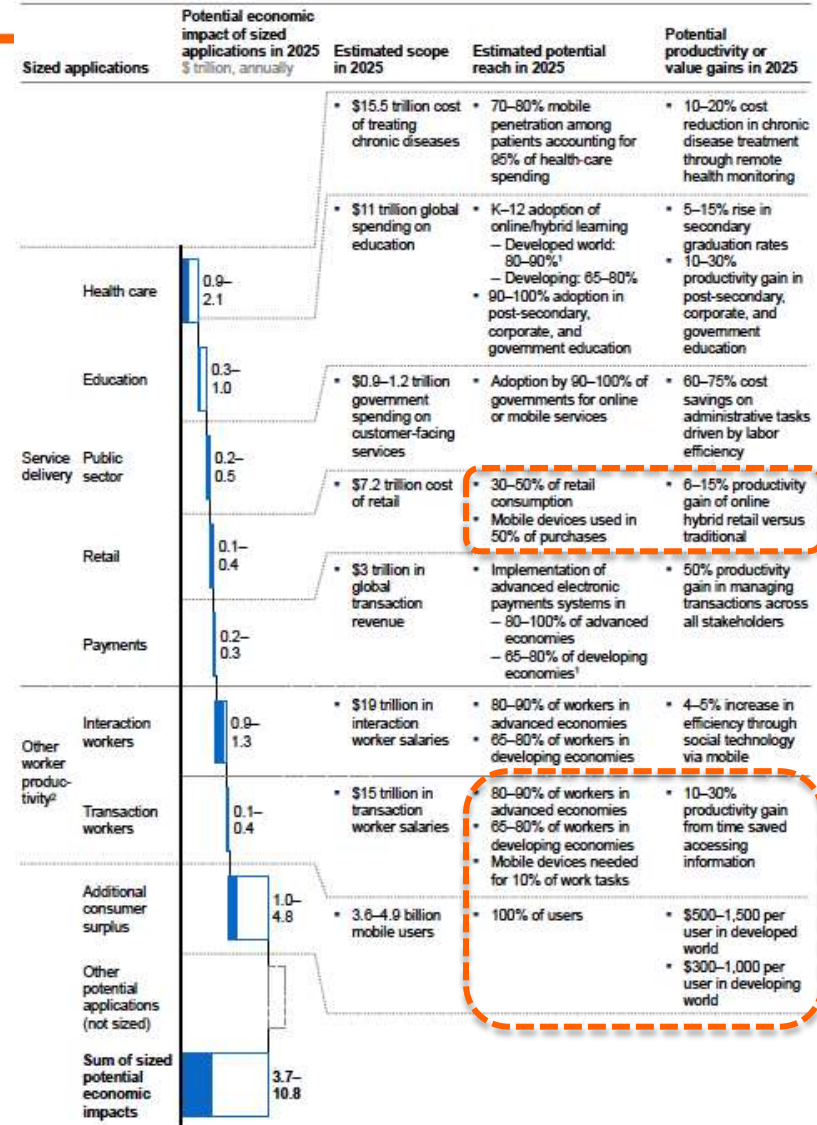 Potential economic
impact of sized
applications in 2025
$ trillion, annually
Sized applications
Estimated scope
in 2025
Estimated potential
reach in 2025
Potential
productivity or
value gains in 2025
Service
delivery
Health care
0.9–
2.1
▪ $15.5 trillion cost
of treating
chronic diseases
▪ 70–80% mobile
penetration among
patients accounting for
95% of health-care
spending
▪ 10–20% cost
reduction in chronic
disease treatment
through remote
health monitoring
Education
0.3–
1.0
▪ $11 trillion global
spending on
education
▪ K–12 adoption of
online/hybrid learning
– Developed world:
80–90%¹
– Developing: 65–80%
▪ 90–100% adoption in
post-secondary,
corporate, and
government education
▪ 5–15% rise in
secondary
graduation rates
▪ 10–30%
productivity gain in
post-secondary,
corporate, and
government
education
Public
sector
0.2–
0.5
▪ $0.9–1.2 trillion
government
spending on
customer-facing
services
▪ Adoption by 90–100% of
governments for online
or mobile services
▪ 60–75% cost
savings on
administrative tasks
driven by labor
efficiency
Retail
0.1–
0.4
▪ $7.2 trillion cost
of retail
▪ 30–50% of retail
consumption
▪ Mobile devices used in
50% of purchases
▪ 6–15% productivity
gain of online
hybrid retail versus
traditional
Payments
0.2–
0.3
▪ $3 trillion in
global
transaction
revenue
▪ Implementation of
advanced electronic
payments systems in
– 80–100% of advanced
economies
– 65–80% of developing
economies¹
▪ 50% productivity
gain in managing
transactions across
all stakeholders
Other
worker
produc-
tivity²
Interaction
workers
0.9–
1.3
▪ $19 trillion in
interaction
worker salaries
▪ 80–90% of workers in
advanced economies
▪ 65–80% of workers in
developing economies
▪ 4–5% increase in
efficiency through
social technology
via mobile
Transaction
workers
0.1–
0.4
▪ $15 trillion in
transaction
worker salaries
▪ 80–90% of workers in
advanced economies
▪ 65–80% of workers in
developing economies
▪ Mobile devices needed
for 10% of work tasks
▪ 10–30%
productivity gain
from time saved
accessing
information
Additional
consumer
surplus
1.0–
4.8
▪ 3.6–4.9 billion
mobile users
▪ 100% of users
▪ $500–1,500 per
user in developed
world
▪ $300–1,000 per
user in developing
world
Other
potential
applications
(not sized)
Sum of sized
potential
economic
impacts
3.7–
10.8